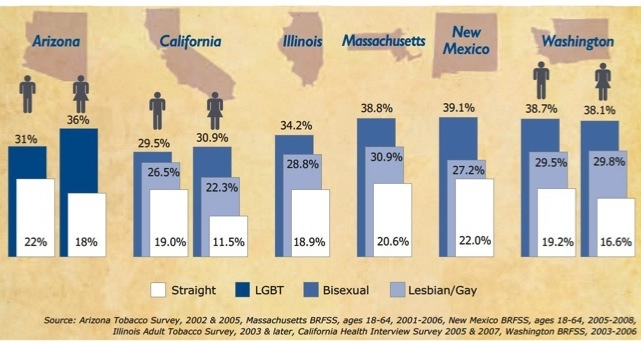 Arizona
California
Illinois
Massachusetts
New
Mexico
Washington
31%
36%
22%
18%
29.5%
30.9%
26.5%
22.3%
19.0%
11.5%
34.2%
28.8%
18.9%
38.8%
30.9%
20.6%
39.1%
27.2%
22.0%
38.7%
38.1%
29.5%
29.8%
19.2%
16.6%
Straight
LGBT
Bisexual
Lesbian/Gay
Source: Arizona Tobacco Survey, 2002 & 2005, Massachusetts BRFSS, ages 18-64, 2001-2006, New Mexico BRFSS, ages 18-64, 2005-2008,
Illinois Adult Tobacco Survey, 2003 & later, California Health Interview Survey 2005 & 2007, Washington BRFSS, 2003-2006